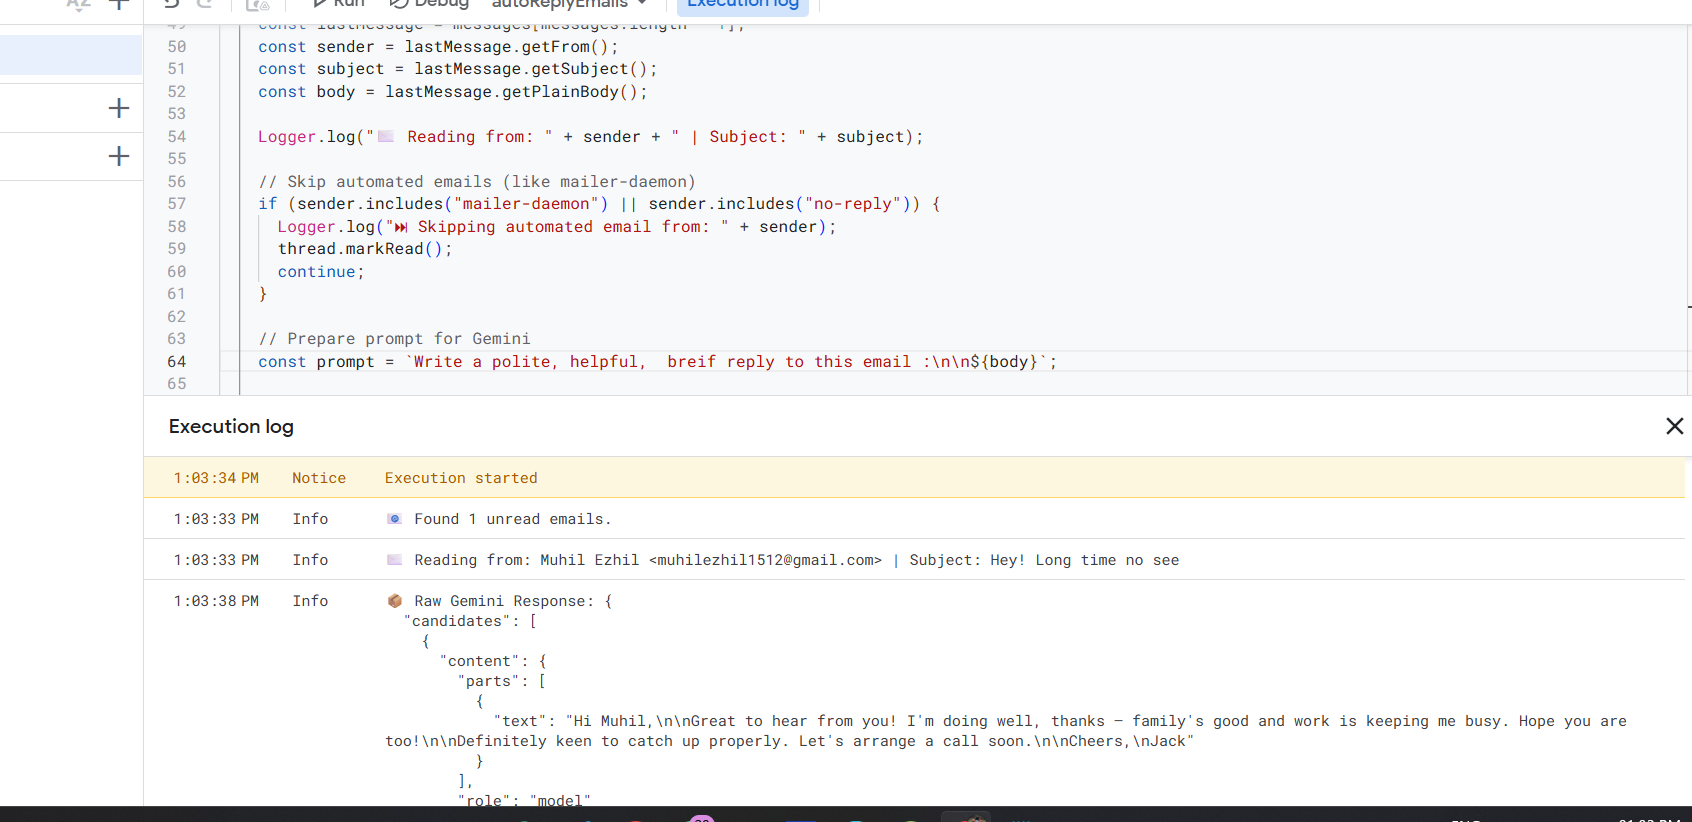 Run Debug autoReplyEmails Execution log
50 const sender = lastMessage.getFrom();
51 const subject = lastMessage.getSubject();
52 const body = lastMessage.getPlainBody();
53
54 Logger.log("📨 Reading from: " + sender + " | Subject: " + subject);
55
56 // Skip automated emails (like mailer-daemon)
57 if (sender.includes("mailer-daemon") || sender.includes("no-reply")) {
58 Logger.log("⏭ Skipping automated email from: " + sender);
59 thread.markRead();
60 continue;
61 }
62
63 // Prepare prompt for Gemini
64 const prompt = `Write a polite, helpful,  breif reply to this email :\n\n${body}`;
65
Execution log
1:03:34 PM Notice Execution started
1:03:33 PM Info 📧 Found 1 unread emails.
1:03:33 PM Info 📨 Reading from: Muhil Ezhil <muhilezhil1512@gmail.com> | Subject: Hey! Long time no see
1:03:38 PM Info 📦 Raw Gemini Response: {
"candidates": [
{
"content": {
"parts": [
{
"text": "Hi Muhil,\n\nGreat to hear from you! I'm doing well, thanks – family's good and work is keeping me busy. Hope you are
too!\n\nDefinitely keen to catch up properly. Let's arrange a call soon.\n\nCheers,\nJack"
}
],
"role": "model"